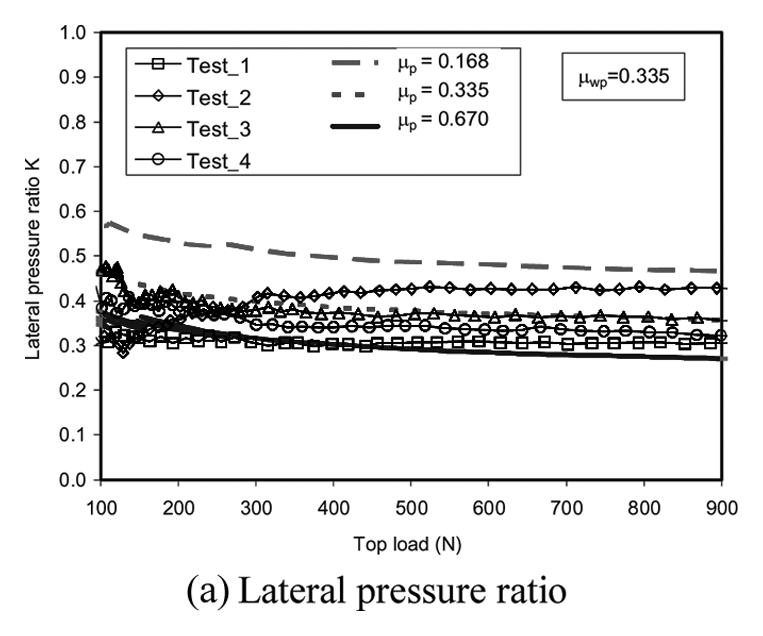 1.0
0.9
0.8
0.7
0.6
0.5
0.4
0.3
0.2
0.1
0.0
Lateral pressure ratio K
Test_1
Test_2
Test_3
Test_4
μp = 0.168
μp = 0.335
μp = 0.670
μwp=0.335
100 200 300 400 500 600 700 800 900
Top load (N)
(a) Lateral pressure ratio